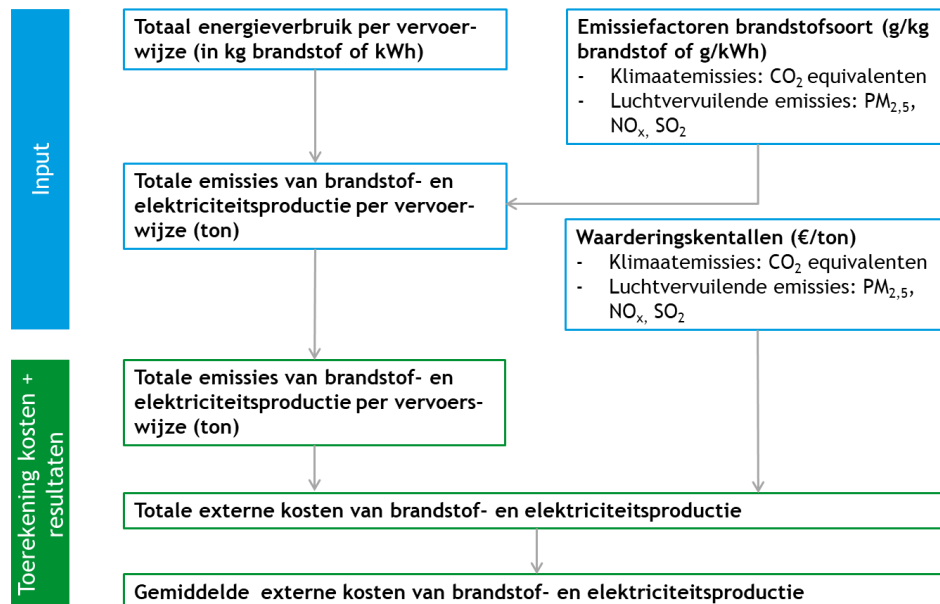 Input
Totaal energieverbruik per vervoer-
wijze (in kg brandstof of kWh)
Emissiefactoren brandstofsoort (g/kg
brandstof of g/kWh)
- Klimaatemissies: CO₂ equivalenten
- Luchtvervuilende emissies: PM₂,₅,
NOₓ, SO₂
Totale emissies van brandstof- en
elektriciteitsproductie per vervoer-
wijze (ton)
Waarderingskentallen (€/ton)
- Klimaatemissies: CO₂ equivalenten
- Luchtvervuilende emissies: PM₂,₅,
NOₓ, SO₂
Toerekening kosten +
resultaten
Totale emissies van brandstof- en
elektriciteitsproductie per vervoers-
wijze (ton)
Totale externe kosten van brandstof- en elektriciteitsproductie
Gemiddelde externe kosten van brandstof- en elektriciteitsproductie